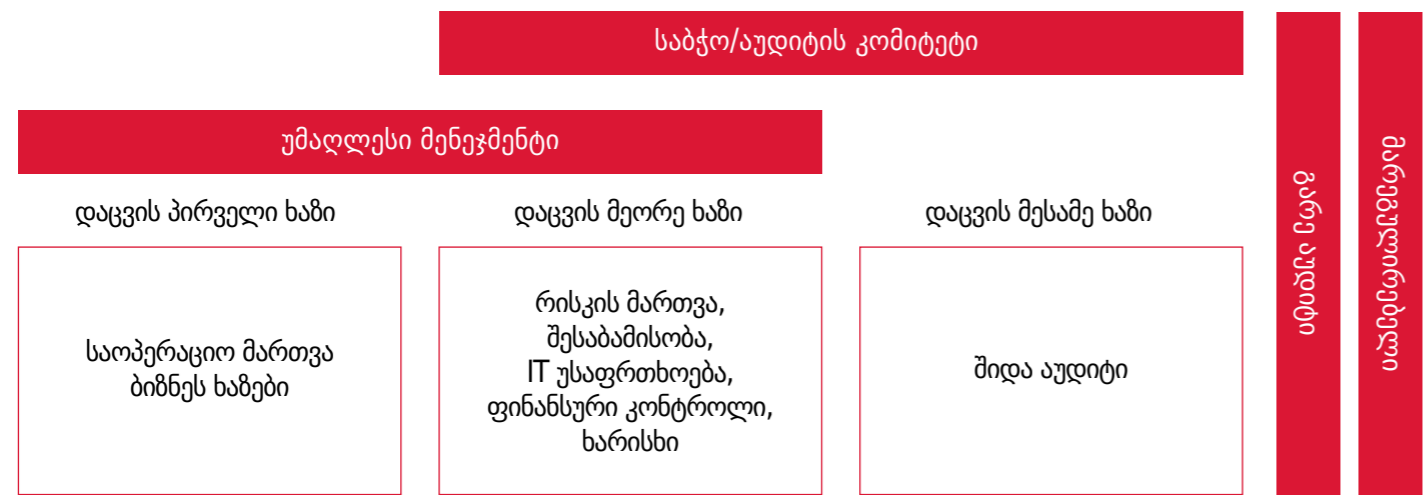 საბჭო/აუდიტის კომიტეტი
უმაღლესი მენეჯმენტი
დაცვის პირველი ხაზი
დაცვის მეორე ხაზი
დაცვის მესამე ხაზი
საოპერაციო მართვა
ბიზნეს ხაზები
რისკის მართვა,
შესაბამისობა,
IT უსაფრთხოება,
ფინანსური კონტროლი,
ხარისხი
შიდა აუდიტი
გარე აუდიტი
მარეგულირებელი